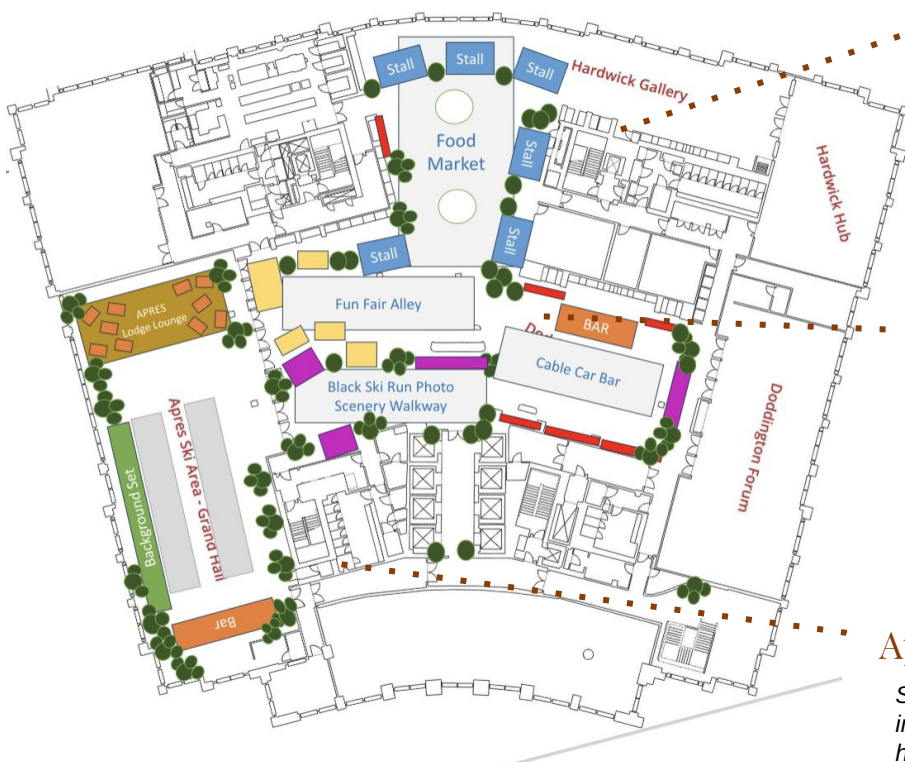 Stall
Stall
Stall
Hardwick Gallery
Food
Market
Stall
Hardwick Hub
Stall
Stall
APRES
Lodge Lounge
Fun Fair Alley
BAR
Cable Car Bar
Black Ski Run Photo
Scenery Walkway
Doddington Forum
Apres Ski Area - Grand Hall
Background Set
Bar